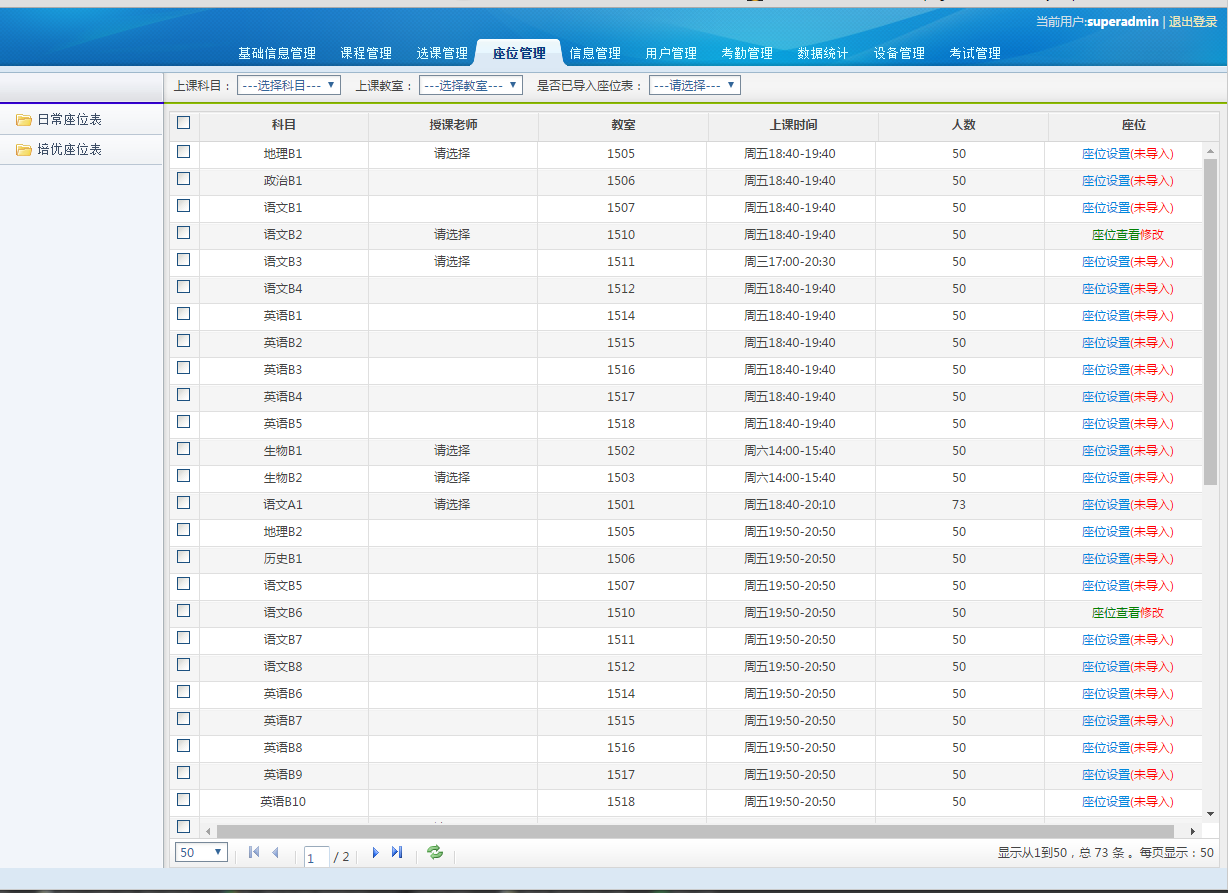 当前用户:superadmin | 退出登录
基础信息管理 课程管理 选课管理 座位管理 信息管理 用户管理 考勤管理 数据统计 设备管理 考试管理
上课科目： ---选择科目--- 上课教室： ---选择教室--- 是否已导入座位表： ---请选择---
日常座位表
培优座位表
科目 授课老师 教室 上课时间 人数 座位
地理B1 请选择 1505 周五18:40-19:40 50 座位设置(未导入)
政治B1 1506 周五18:40-19:40 50 座位设置(未导入)
语文B1 1507 周五18:40-19:40 50 座位设置(未导入)
语文B2 请选择 1510 周五18:40-19:40 50 座位查看修改
语文B3 请选择 1511 周三17:00-20:30 50 座位设置(未导入)
语文B4 1512 周五18:40-19:40 50 座位设置(未导入)
英语B1 1514 周五18:40-19:40 50 座位设置(未导入)
英语B2 1515 周五18:40-19:40 50 座位设置(未导入)
英语B3 1516 周五18:40-19:40 50 座位设置(未导入)
英语B4 1517 周五18:40-19:40 50 座位设置(未导入)
英语B5 1518 周五18:40-19:40 50 座位设置(未导入)
生物B1 请选择 1502 周六14:00-15:40 50 座位设置(未导入)
生物B2 请选择 1503 周六14:00-15:40 50 座位设置(未导入)
语文A1 请选择 1501 周五18:40-20:10 73 座位设置(未导入)
地理B2 1505 周五19:50-20:50 50 座位设置(未导入)
历史B1 1506 周五19:50-20:50 50 座位设置(未导入)
语文B5 1507 周五19:50-20:50 50 座位设置(未导入)
语文B6 1510 周五19:50-20:50 50 座位查看修改
语文B7 1511 周五19:50-20:50 50 座位设置(未导入)
语文B8 1512 周五19:50-20:50 50 座位设置(未导入)
英语B6 1514 周五19:50-20:50 50 座位设置(未导入)
英语B7 1515 周五19:50-20:50 50 座位设置(未导入)
英语B8 1516 周五19:50-20:50 50 座位设置(未导入)
英语B9 1517 周五19:50-20:50 50 座位设置(未导入)
英语B10 1518 周五19:50-20:50 50 座位设置(未导入)
50 1 / 2 显示从1到50，总 73 条 。每页显示：50